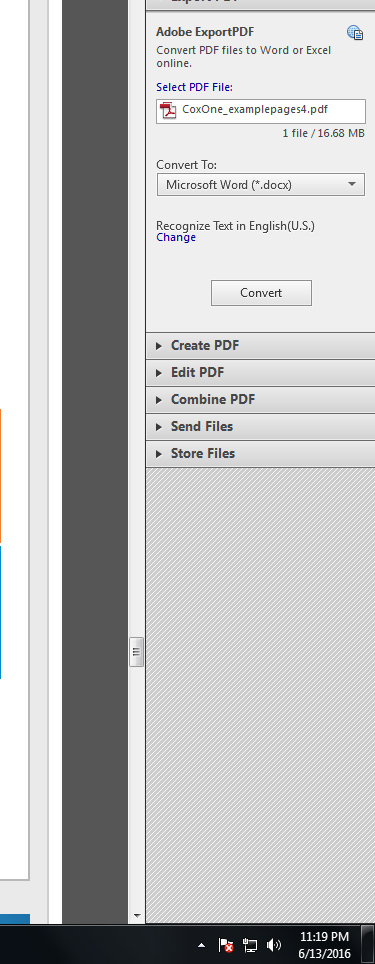 Adobe ExportPDF
Convert PDF files to Word or Excel
online.
Select PDF File:
CoxOne_examplepages4.pdf
1 file / 16.68 MB
Convert To:
Microsoft Word (*.docx)
Recognize Text in English(U.S.)
Change
Convert
Create PDF
Edit PDF
Combine PDF
Send Files
Store Files
11:19 PM
6/13/2016